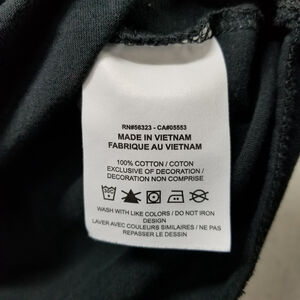 RN#56323 - CA#05553
MADE IN VIETNAM
FABRIQUE AU VIETNAM
100% COTTON / COTON
EXCLUSIVE OF DECORATION /
DECORATION NON COMPRISE
WASH WITH LIKE COLORS / DO NOT IRON
DESIGN
LAVER AVEC COULEURS SIMILAIRES / NE PAS
REPASSER LE DESSIN